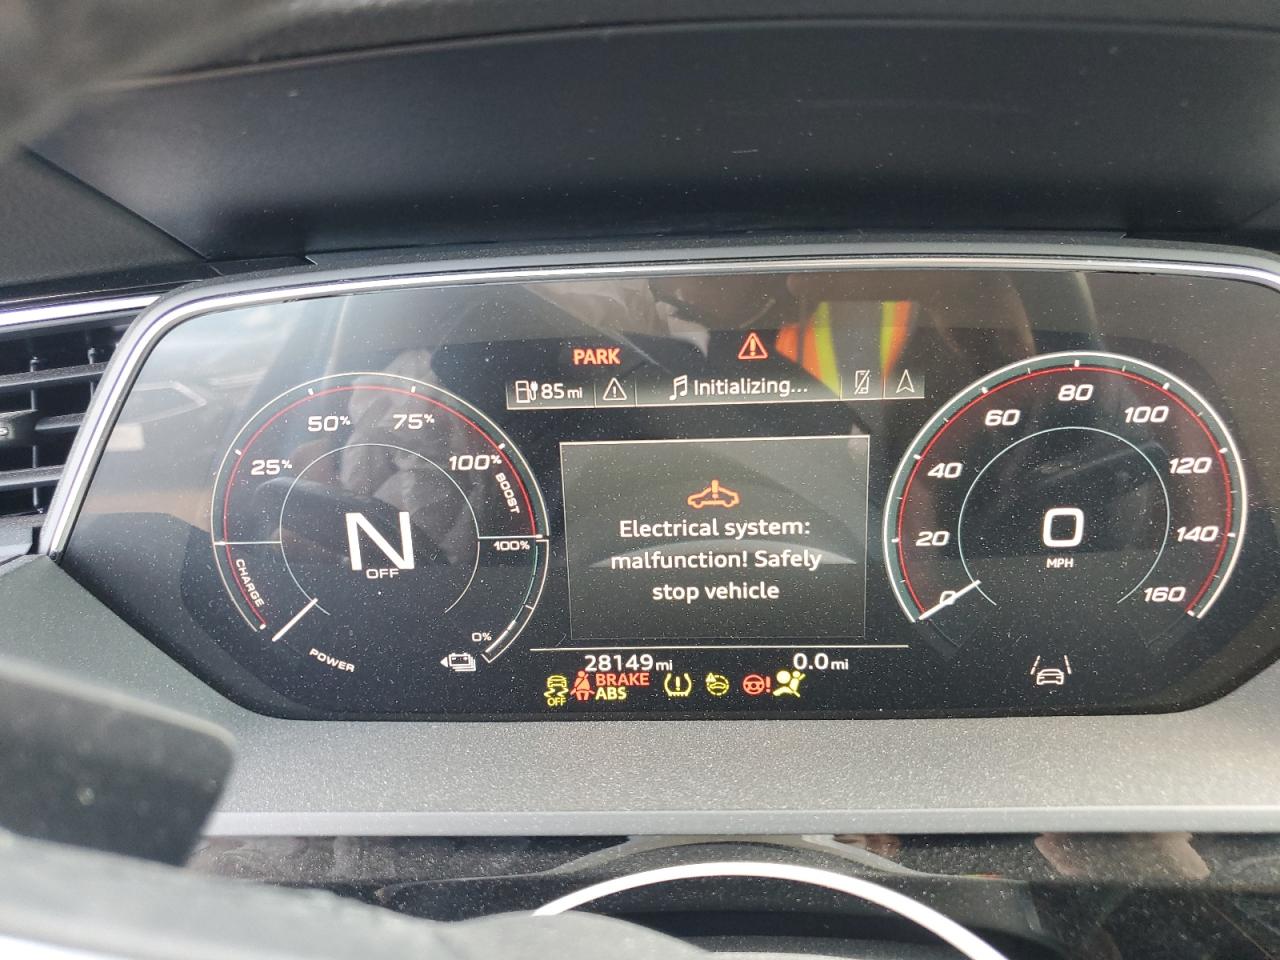 PARK
85 mi
Initializing...
Electrical system:
malfunction! Safely
stop vehicle
25%
50%
75%
100%
BOOST
100%
0%
CHARGE
POWER
N
OFF
0
20
40
60
80
100
120
140
160
0
MPH
28149 mi
0.0 mi
OFF
BRAKE
ABS